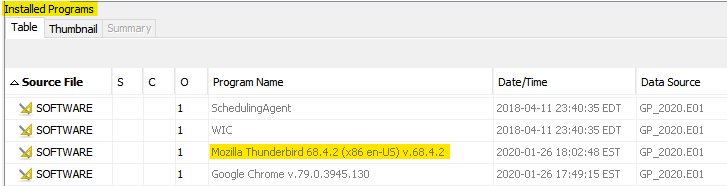 Installed Programs
Table Thumbnail Summary
Source File S C O Program Name Date/Time Data Source
SOFTWARE 1 SchedulingAgent 2018-04-11 23:40:35 EDT GP_2020.E01
SOFTWARE 1 WIC 2018-04-11 23:40:35 EDT GP_2020.E01
SOFTWARE 1 Mozilla Thunderbird 68.4.2 (x86 en-US) v.68.4.2 2020-01-26 18:02:48 EST GP_2020.E01
SOFTWARE 1 Google Chrome v.79.0.3945.130 2020-01-26 17:49:15 EST GP_2020.E01